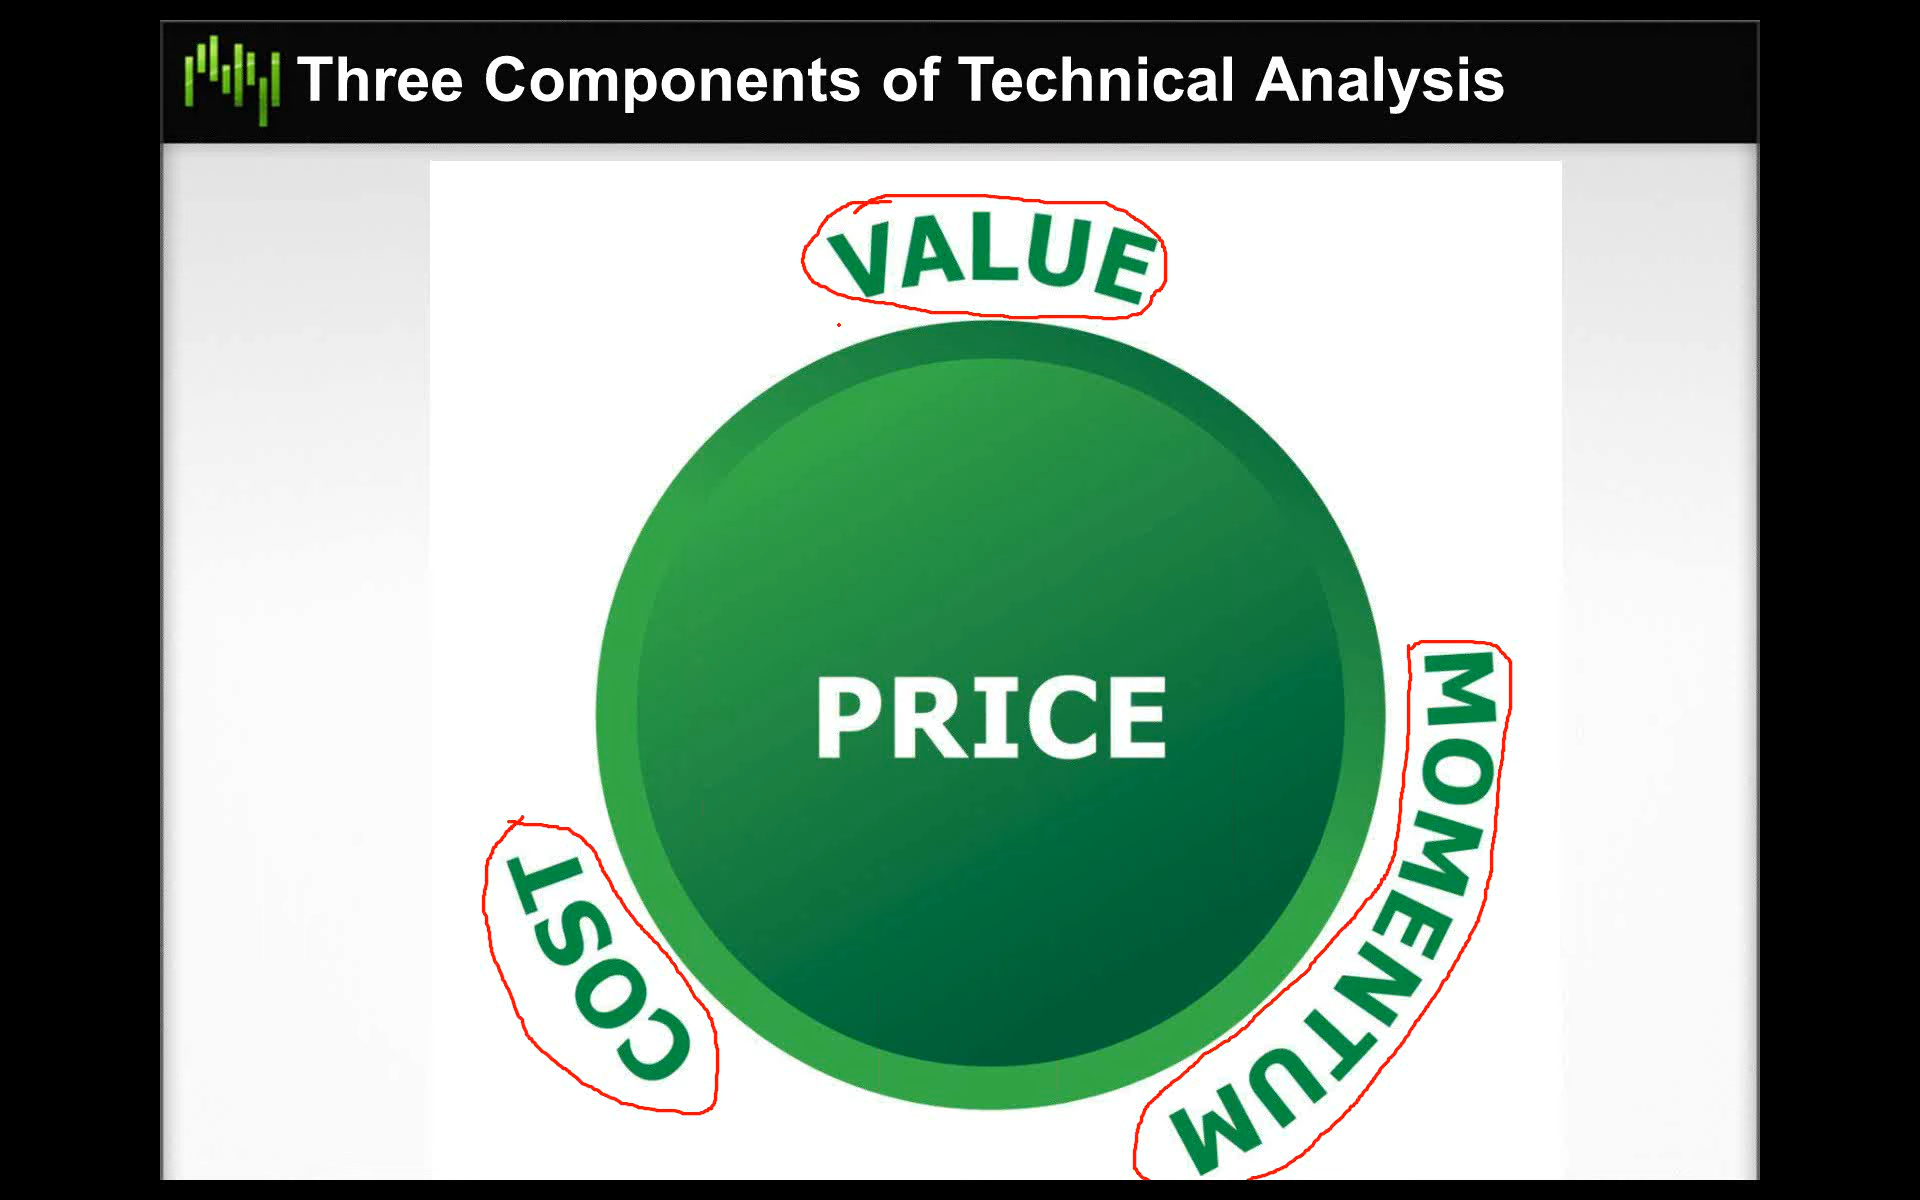 Three Components of Technical Analysis
VALUE
PRICE
MOMENTUM
COST